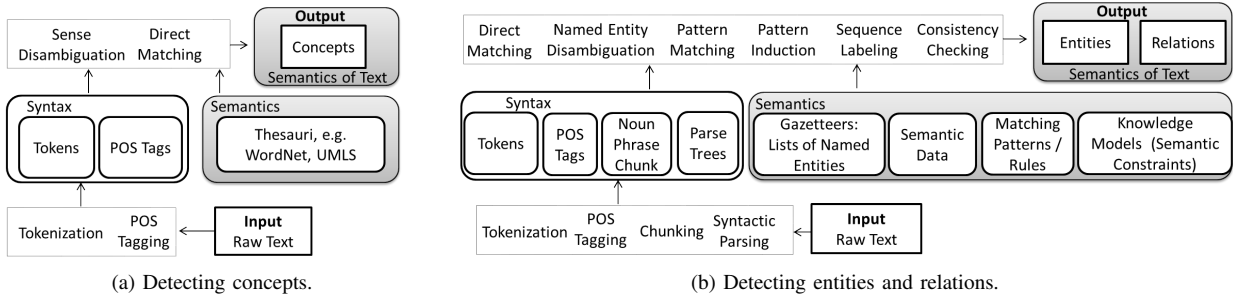 Sense
Disambiguation
Direct
Matching
Output
Concepts
Semantics of Text
Syntax
Tokens
POS Tags
Semantics
Thesauri, e.g.
WordNet, UMLS
Tokenization
POS
Tagging
Input
Raw Text
(a) Detecting concepts.
Direct
Matching
Named Entity
Disambiguation
Pattern
Matching
Pattern
Induction
Sequence
Labeling
Consistency
Checking
Output
Entities
Relations
Semantics of Text
Syntax
Tokens
POS
Tags
Noun
Phrase
Chunk
Parse
Trees
Semantics
Gazetteers:
Lists of Named
Entities
Semantic
Data
Matching
Patterns /
Rules
Knowledge
Models (Semantic
Constraints)
Tokenization
POS
Tagging
Chunking
Syntactic
Parsing
Input
Raw Text
(b) Detecting entities and relations.